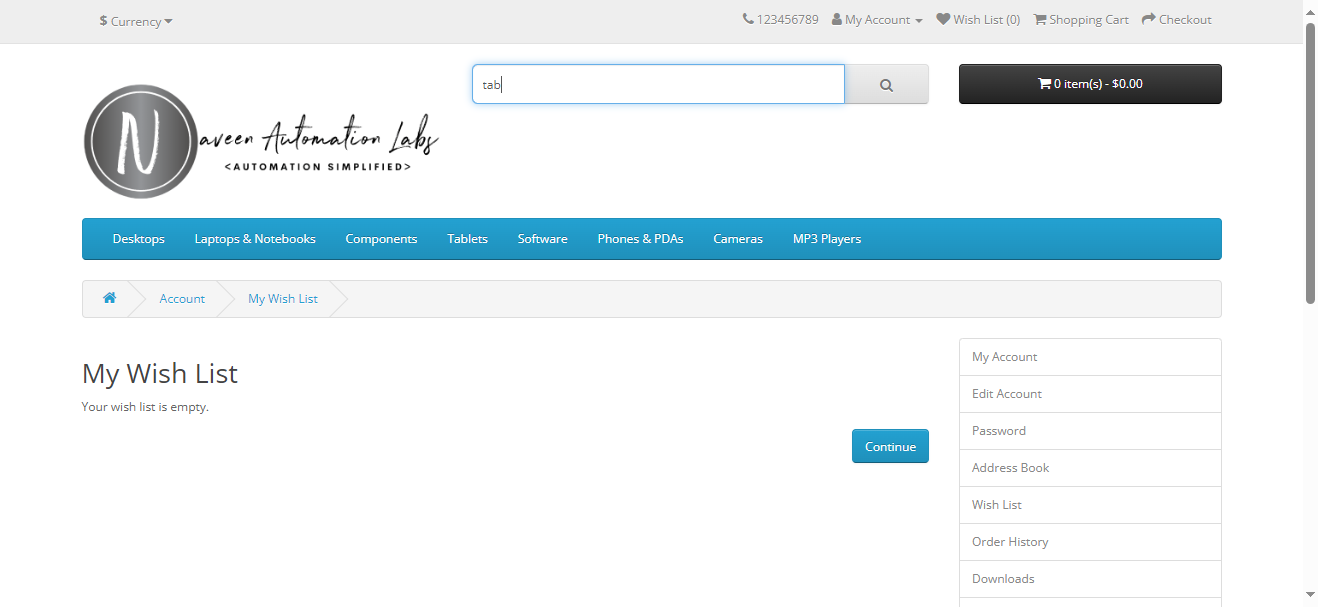 $ Currency
123456789 My Account Wish List (0) Shopping Cart Checkout
tab
0 item(s) - $0.00
N
aveen Automation Labs
<AUTOMATION SIMPLIFIED>
Desktops Laptops & Notebooks Components Tablets Software Phones & PDAs Cameras MP3 Players
Account My Wish List
My Wish List
Your wish list is empty.
Continue
My Account
Edit Account
Password
Address Book
Wish List
Order History
Downloads